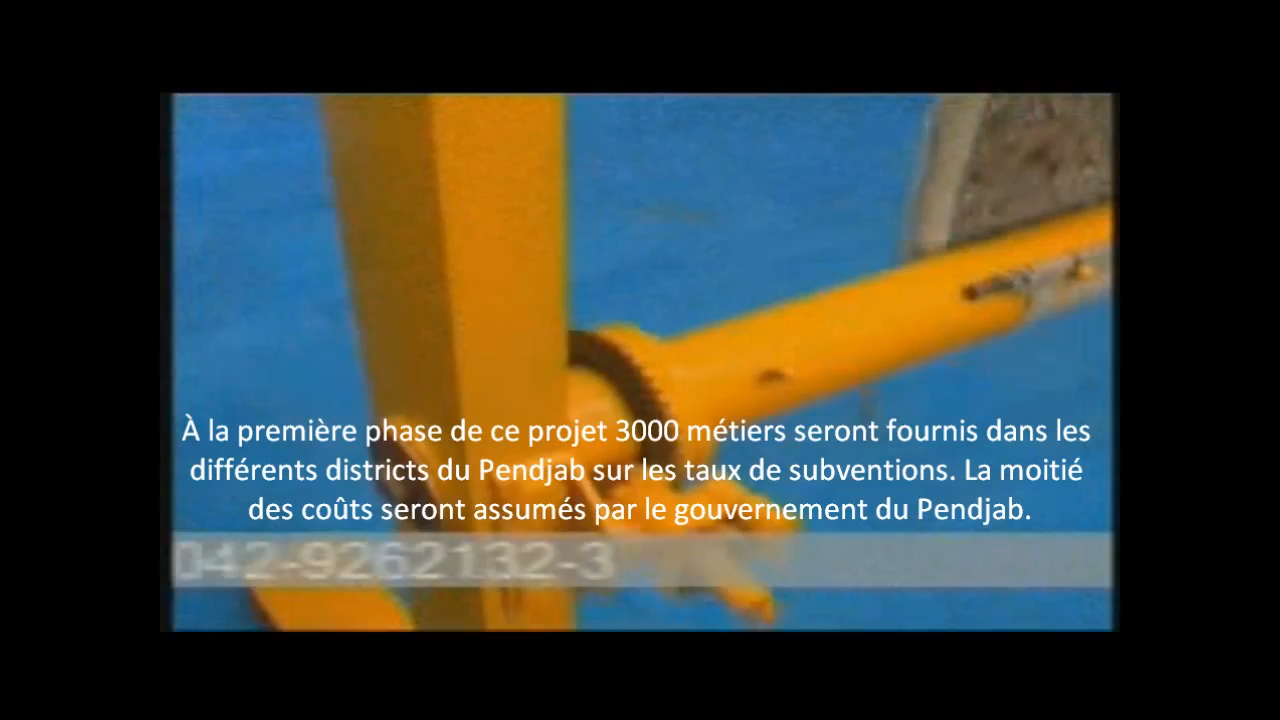 À la première phase de ce projet 3000 métiers seront fournis dans les
différents districts du Pendjab sur les taux de subventions. La moitié
des coûts seront assumés par le gouvernement du Pendjab.
042-9262132-3